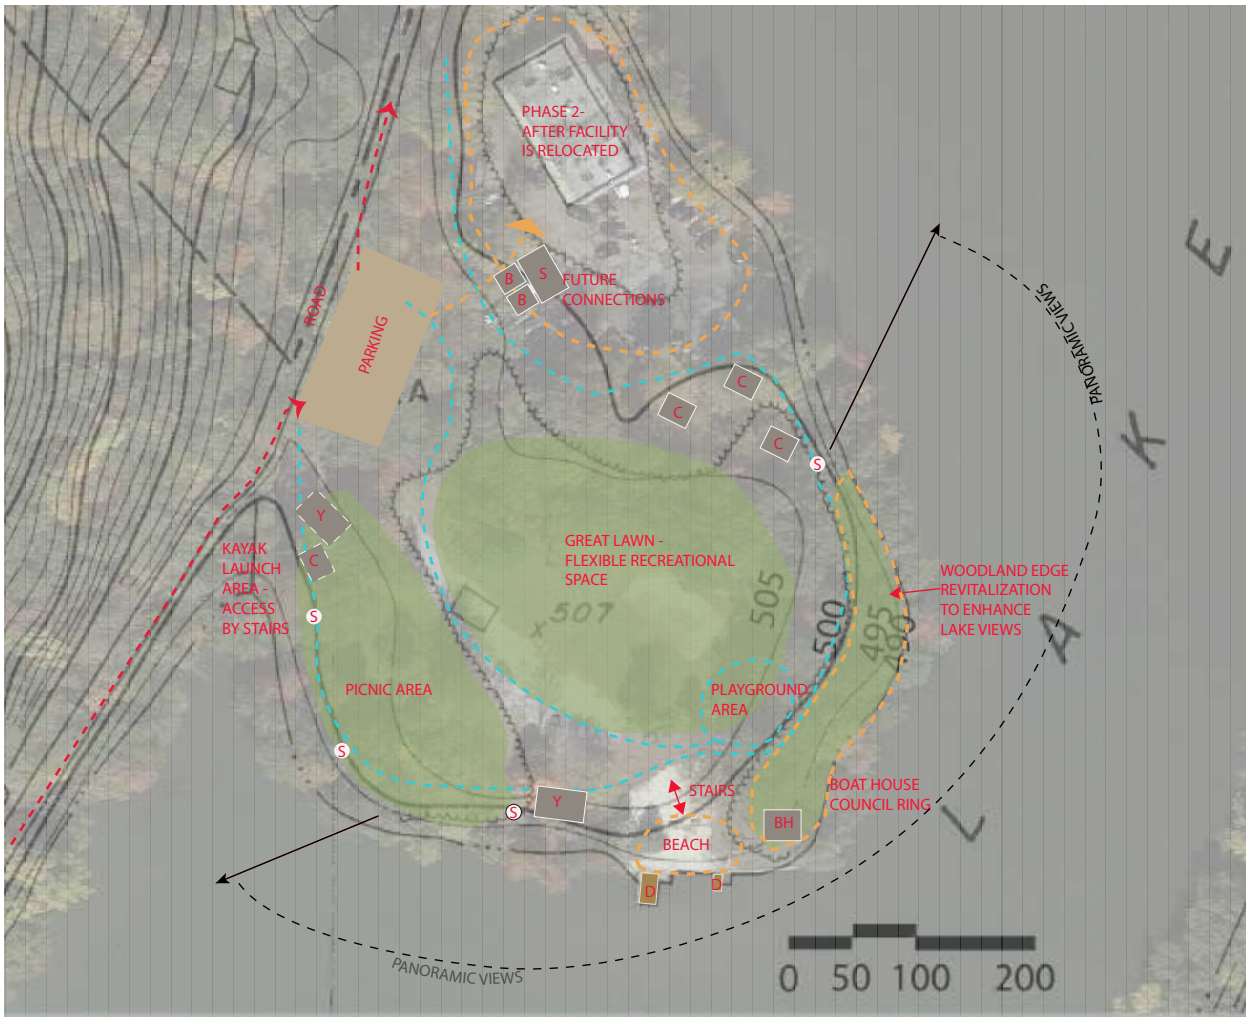 PHASE 2-
AFTER FACILITY
IS RELOCATED
E
B
S
FUTURE
B
CONNECTIONS
ROAD
PARKING
PANORAMIC VIEWS
A
C
C
C
K
S
Y
KAYAK
LAUNCH
AREA -
ACCESS
BY STAIRS
C
S
GREAT LAWN -
FLEXIBLE RECREATIONAL
SPACE
507
505
500
495
490
WOODLAND EDGE
REVITALIZATION
TO ENHANCE
LAKE VIEWS
A
PICNIC AREA
PLAYGROUND
AREA
S
STAIRS
BOAT HOUSE
COUNCIL RING
S
Y
BH
L
BEACH
D
D
PANORAMIC VIEWS
0 50 100 200